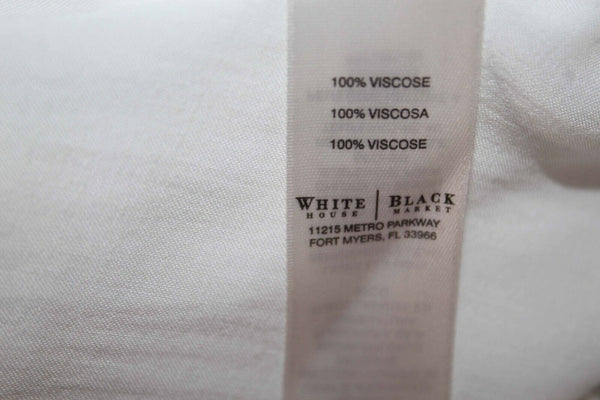 100% VISCOSE
100% VISCOSA
100% VISCOSE
WHITE | BLACK
HOUSE MARKET
11215 METRO PARKWAY
FORT MYERS, FL 33966